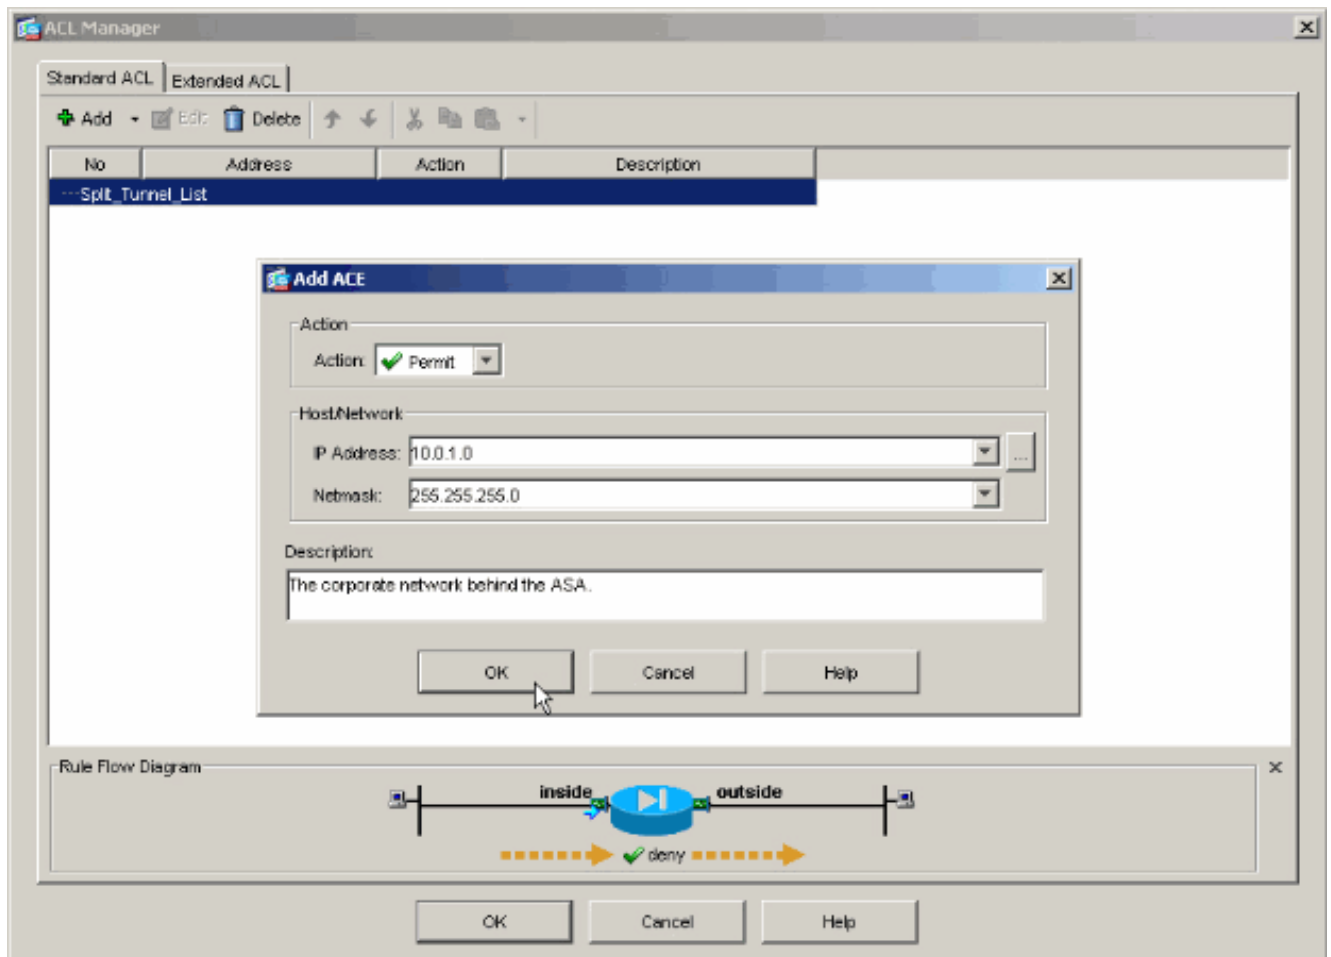 ACL Manager
Standard ACL Extended ACL
Add Edit Delete
No Address Action Description
---Split_Tunnel_List
Add ACE
Action
Action: Permit
Host/Network
IP Address: 10.0.1.0 ...
Netmask: 255.255.255.0
Description:
The corporate network behind the ASA.
OK Cancel Help
Rule Flow Diagram
inside outside
deny
OK Cancel Help